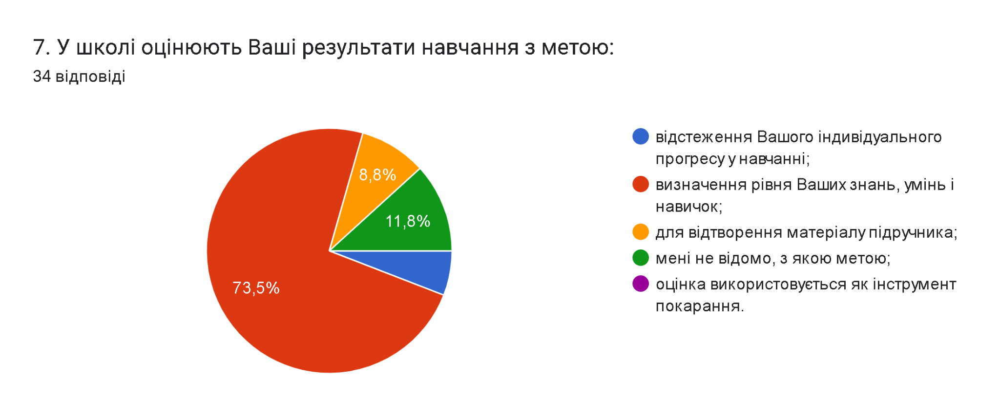 7. У школі оцінюють Ваші результати навчання з метою:
34 відповіді
8,8%
11,8%
73,5%
відстеження Вашого індивідуального
прогресу у навчанні;
визначення рівня Ваших знань, умінь і
навичок;
для відтворення матеріалу підручника;
мені не відомо, з якою метою;
оцінка використовується як інструмент
покарання.